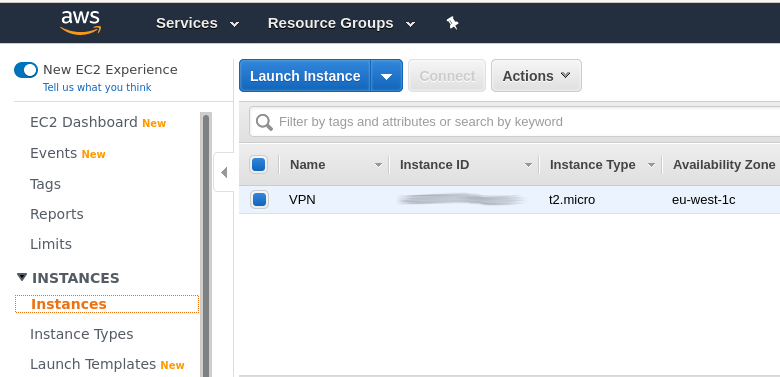 aws Services Resource Groups
New EC2 Experience
Tell us what you think
EC2 Dashboard New
Events New
Tags
Reports
Limits
INSTANCES
Instances
Instance Types
Launch Templates New
Launch Instance Connect Actions
Filter by tags and attributes or search by keyword
Name Instance ID Instance Type Availability Zone
VPN t2.micro eu-west-1c